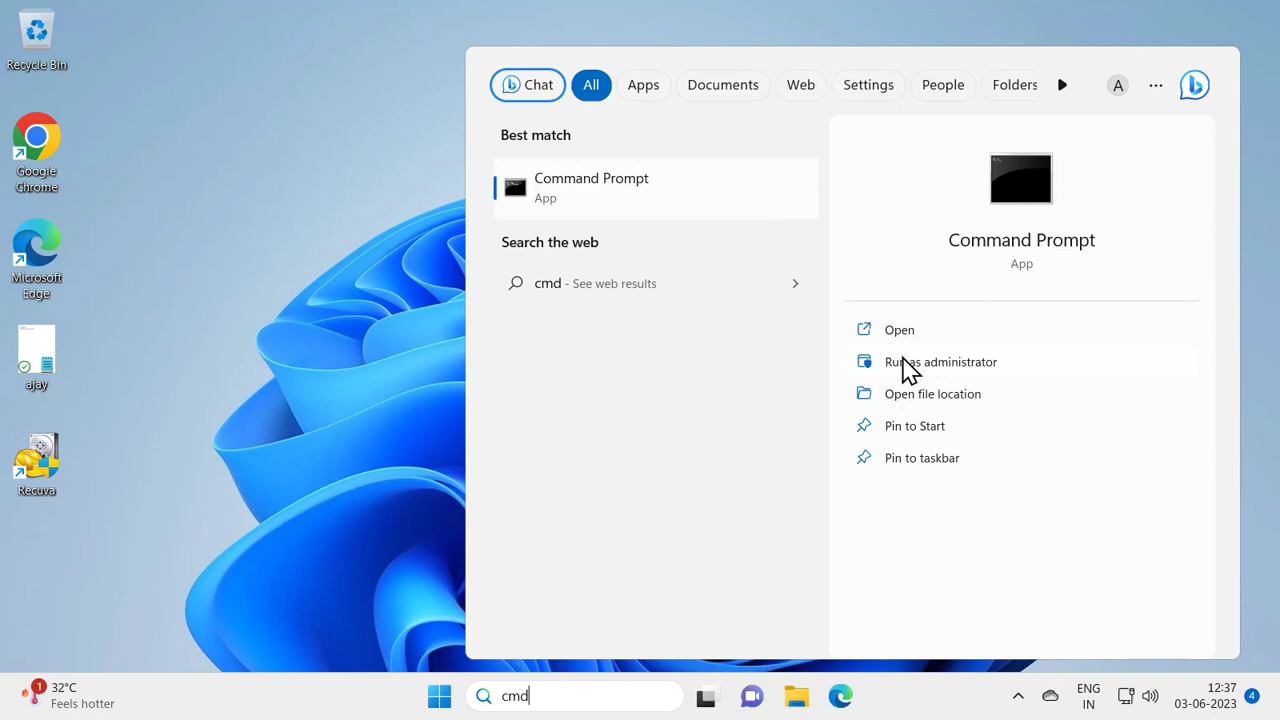 Recycle Bin
Google
Chrome
Microsoft
Edge
ajay
Recuva
Chat
All
Apps
Documents
Web
Settings
People
Folders
A
Best match
Command Prompt
App
Search the web
cmd - See web results
Command Prompt
App
Open
Run as administrator
Open file location
Pin to Start
Pin to taskbar
1
32°C
Feels hotter
cmd
ENG
IN
12:37
03-06-2023
4